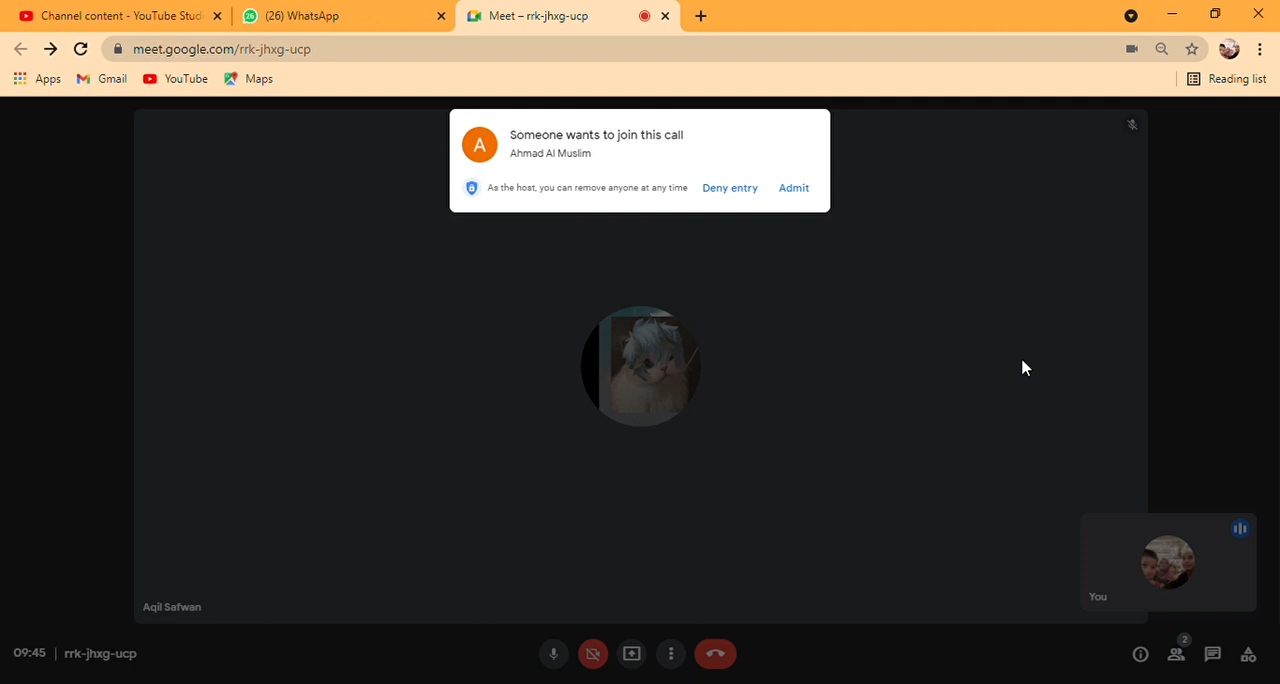 Channel content - YouTube Stud
(26) WhatsApp
Meet – rrk-jhxg-ucp
meet.google.com/rrk-jhxg-ucp
Apps
Gmail
YouTube
Maps
Reading list
A
Someone wants to join this call
Ahmad Al Muslim
As the host, you can remove anyone at any time
Deny entry
Admit
You
Aqil Safwan
09:45 | rrk-jhxg-ucp
2